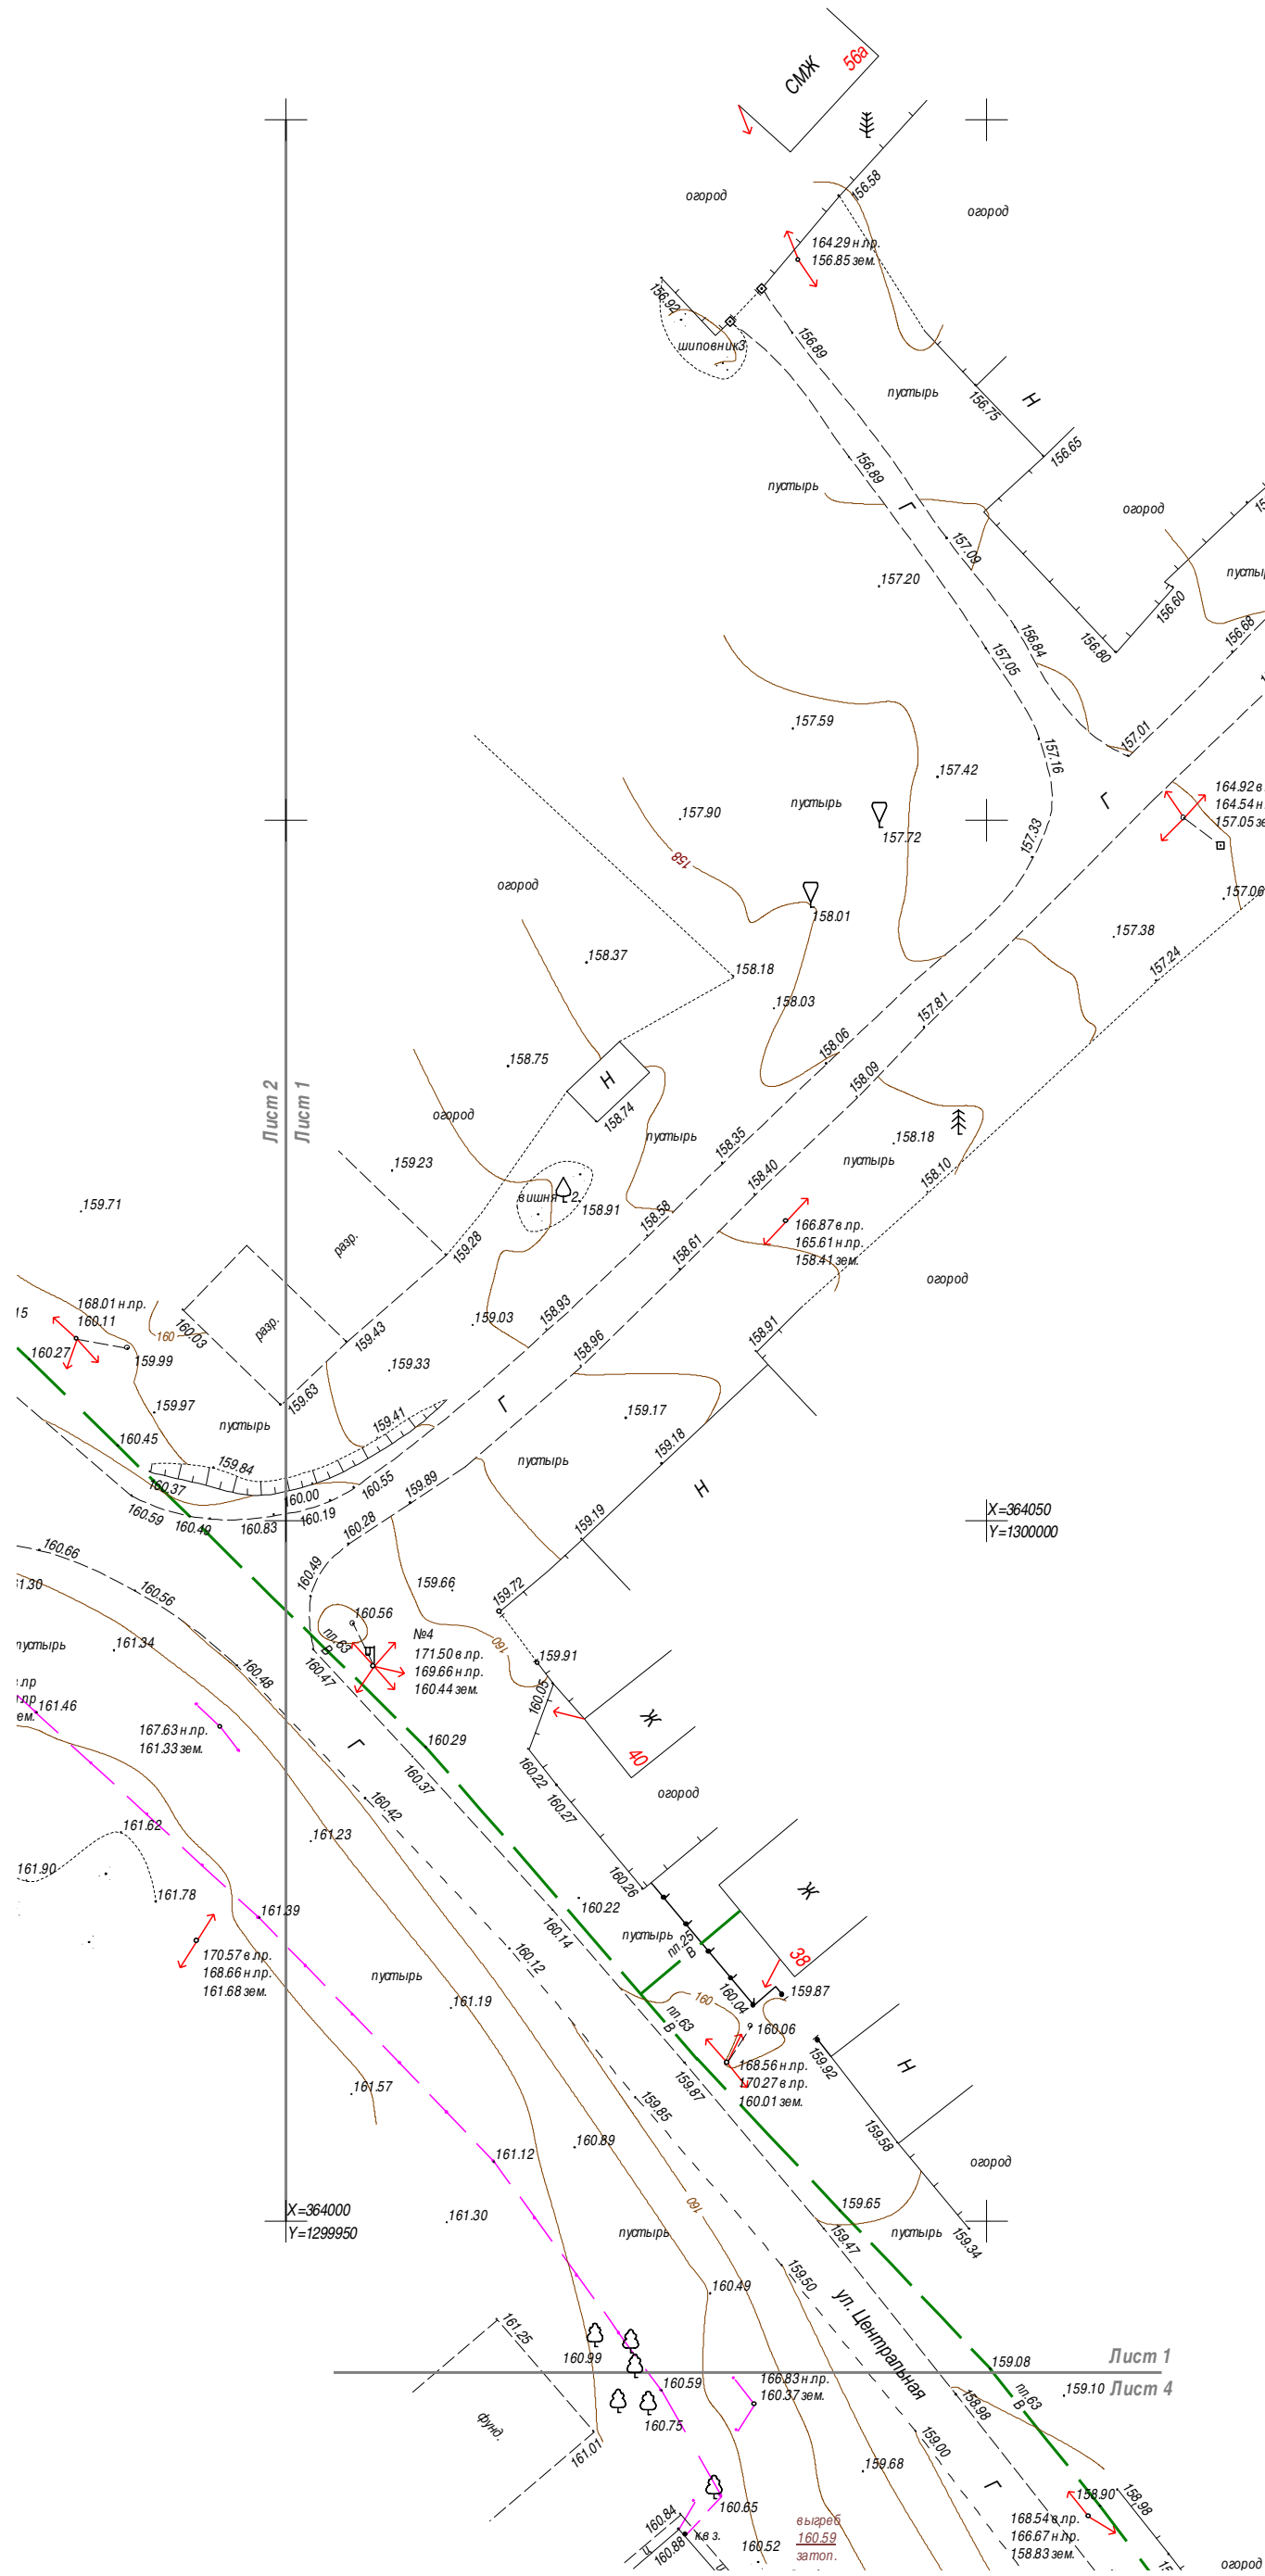 СМЖ
56а
156.58
огород
огород
164.29 н.пр.
156.85 зем.
156.92
шиповник3
156.89
пустырь
156.75
Н
156.65
156.89
пустырь
Г
огород
157.09
157.20
156.60
156.84
156.80
156.68
157.05
157.59
157.01
157.16
157.42
пустырь
Г
157.90
157.72
164.92 в
164.54 н
157.05 зе
157.33
158
огород
157.06
158.01
157.38
158.37
158.18
157.24
158.03
157.81
158.75
158.06
158.09
Н
Лист 2
Лист 1
огород
158.74
пустырь
158.35
158.18
пустырь
159.23
158.40
158.10
вишня 2
158.91
159.71
158.58
166.87 в.пр.
165.61 н.пр.
158.41 зем.
разр.
159.28
158.61
огород
168.01 н.пр.
160.11
15
160
160.03
разр.
159.03
158.93
159.43
158.91
160.27
159.99
159.33
158.96
159.63
159.97
Г
159.17
пустырь
159.41
160.45
159.18
159.84
пустырь
160.37
Н
160.59
160.49
160.83
160.00
160.19
160.55
159.89
160.28
159.19
X=364050
Y=1300000
160.66
160.49
159.66
159.72
160.56
160.56
№4
171.50 в.пр.
169.66 н.пр.
160.44 зем.
пл.63
В
160
159.91
пустырь
161.34
160.48
160.47
160.05
161.46
167.63 н.пр.
161.33 зем.
Г
160.29
Ж
40
160.37
160.22
160.27
огород
160.42
161.62
161.23
161.90
161.78
160.26
Ж
161.39
160.22
38
170.57 в.пр.
168.66 н.пр.
161.68 зем.
160.14
160.12
пустырь
пл.25
В
пустырь
160.04
159.87
161.19
160
пл.63
В
160.06
159.92
Н
168.56 н.пр.
170.27 в.пр.
160.01 зем.
161.57
159.87
159.85
159.58
160.89
161.12
огород
159.65
X=364000
Y=1299950
161.30
160
пустырь
159.47
пустырь
159.34
160.49
159.50
ул. Центральная
161.25
160.99
Лист 1
Лист 4
159.08
160.59
166.83 н.пр.
160.37 зем.
пл.63
В
159.10
160.75
158.98
фунд.
161.01
159.00
159.68
Г
160.65
158.90
158.98
160.84
выгреб
160.59
затоп.
160.88
кв з.
160.52
168.54 в.пр.
166.67 н.пр.
158.83 зем.
огород